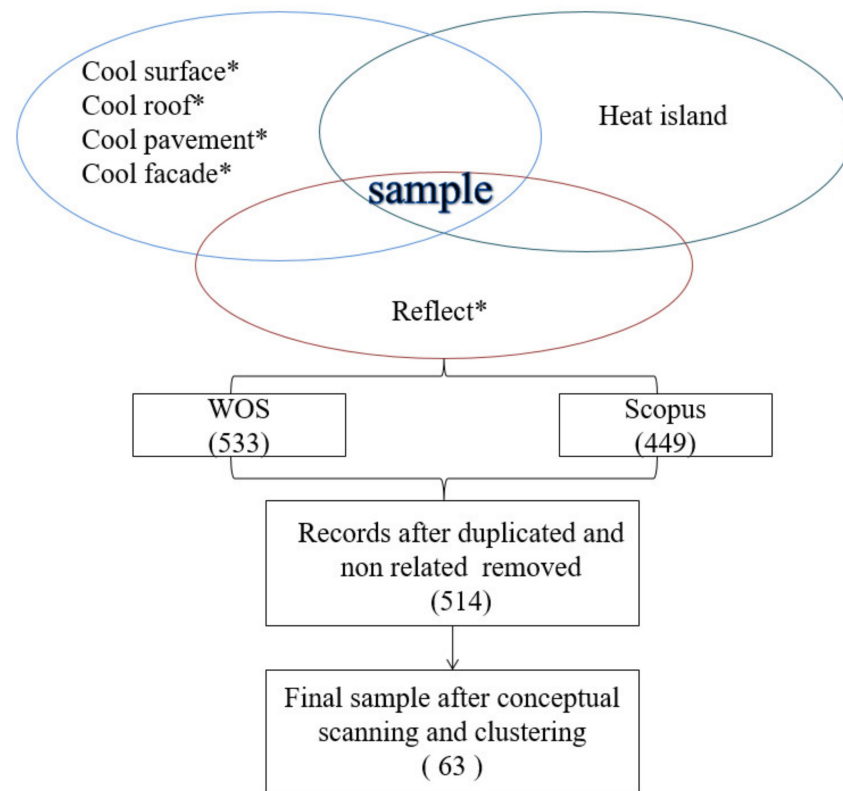 Cool surface*
Cool roof*
Cool pavement*
Cool facade*
Heat island
sample
Reflect*
WOS
(533)
Scopus
(449)
Records after duplicated and
non related removed
(514)
Final sample after conceptual
scanning and clustering
( 63 )